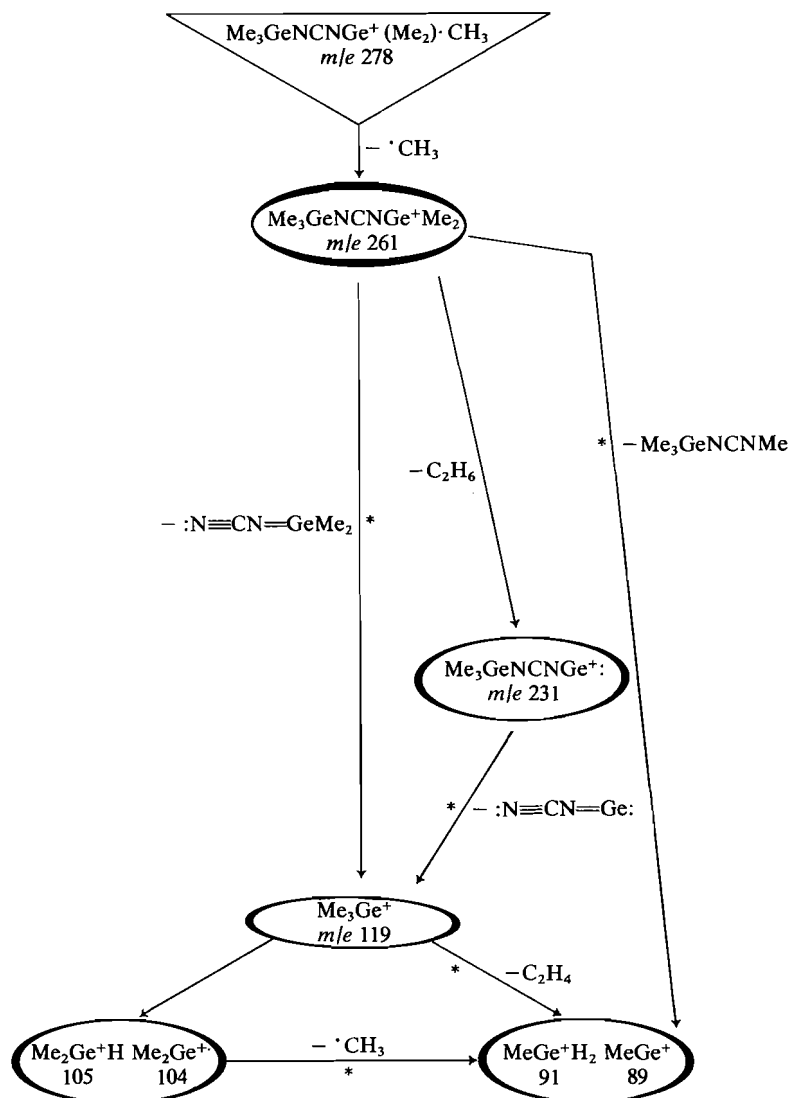 Me₃GeNCNGe⁺ (Me₂)· CH₃
m/e 278
− ˙CH₃
Me₃GeNCNGe⁺Me₂
m/e 261
* −Me₃GeNCNMe
−C₂H₆
− :N≡CN=GeMe₂ *
Me₃GeNCNGe⁺:
m/e 231
* − :N≡CN=Ge:
Me₃Ge⁺
m/e 119
* −C₂H₄
Me₂Ge⁺H Me₂Ge⁺˙
105 104
− ˙CH₃
*
MeGe⁺H₂ MeGe⁺
91 89